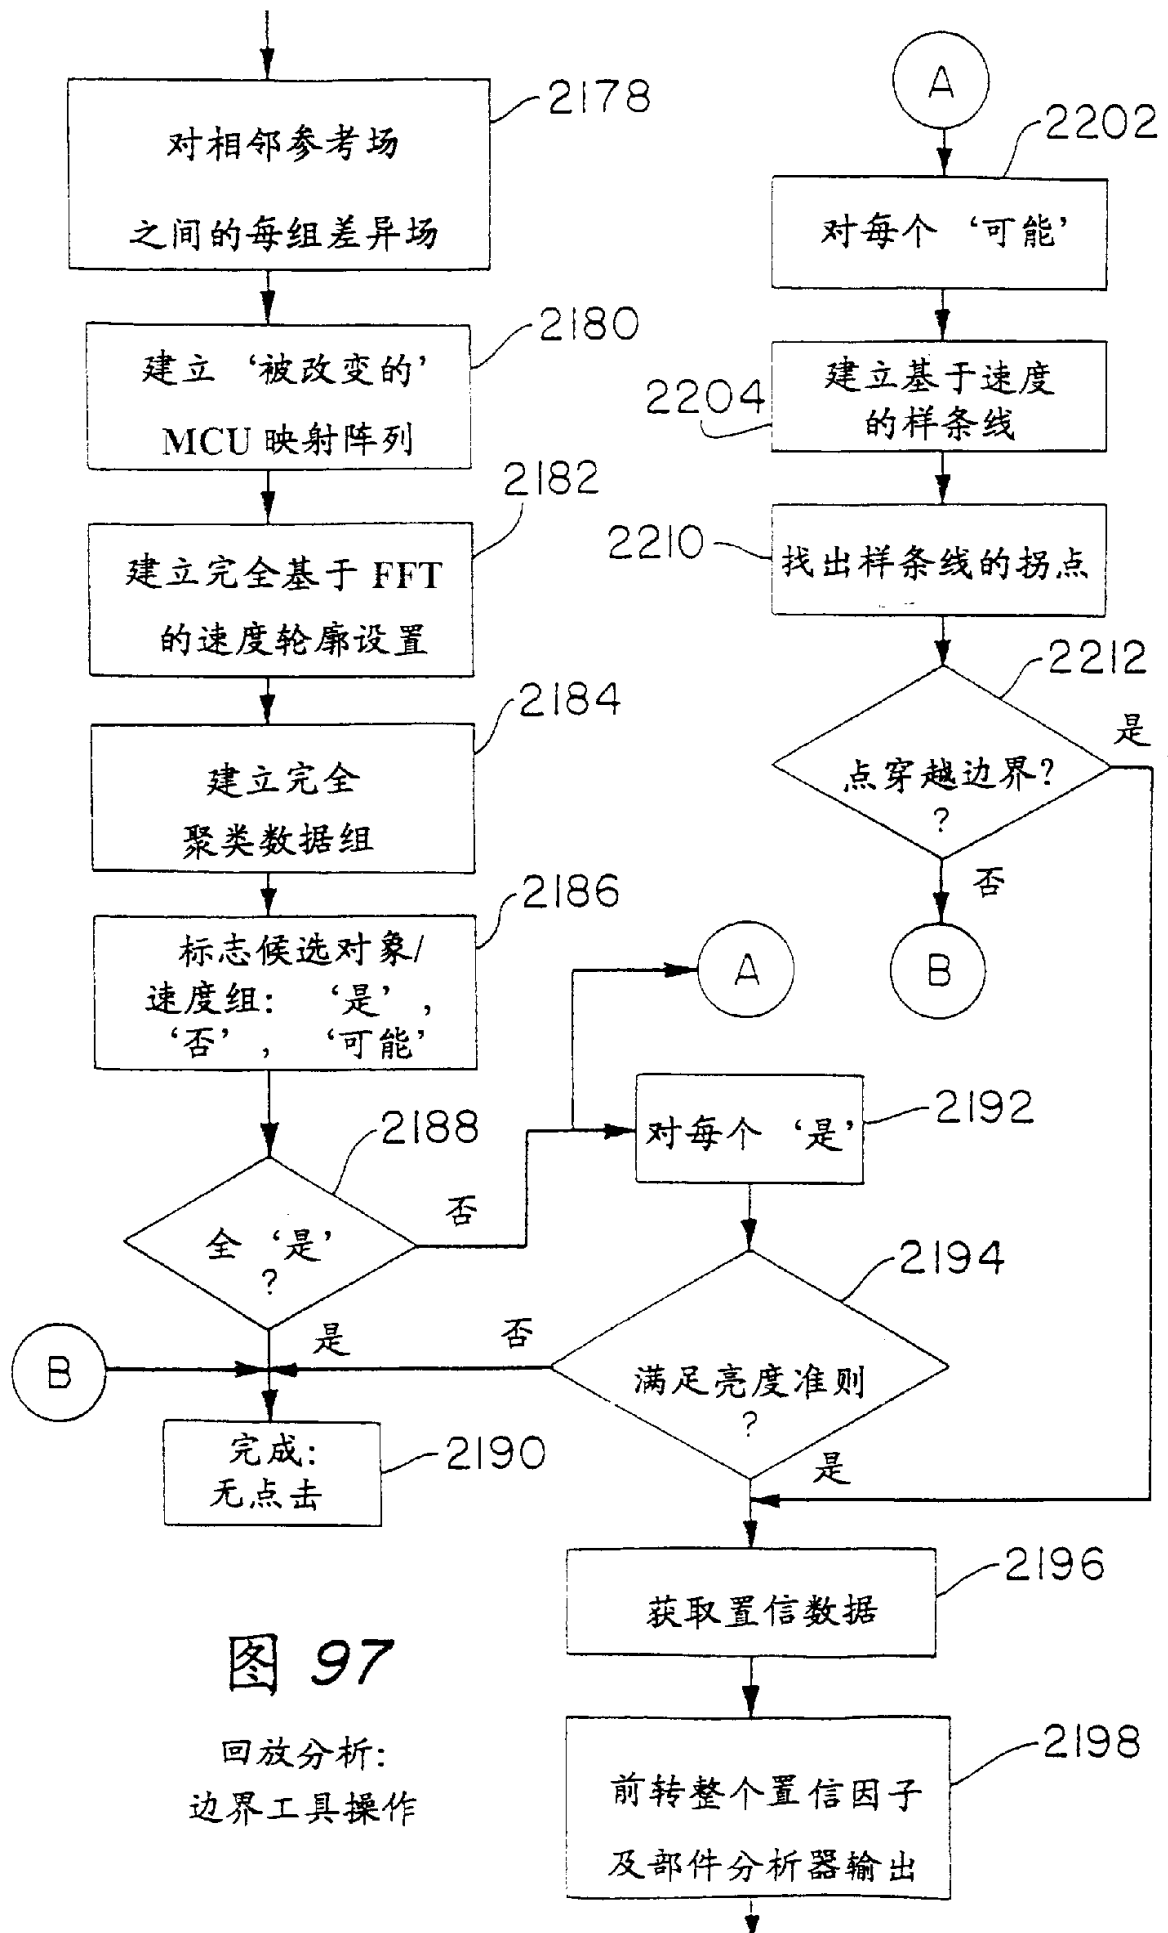 2178
对相邻参考场
之间的每组差异场
2180
建立‘被改变的’
MCU 映射阵列
2182
建立完全基于 FFT
的速度轮廓设置
2184
建立完全
聚类数据组
2186
标志候选对象/
速度组: ‘是’,
‘否’, ‘可能’
2188
全‘是’
?
否
是
B
2190
完成:
无点击
A
2202
对每个‘可能’
2204
建立基于速度
的样条线
2210
找出样条线的拐点
2212
点穿越边界?
?
是
否
B
A
2192
对每个‘是’
2194
满足亮度准则
?
否
是
2196
获取置信数据
2198
前转整个置信因子
及部件分析器输出
图 97
回放分析:
边界工具操作